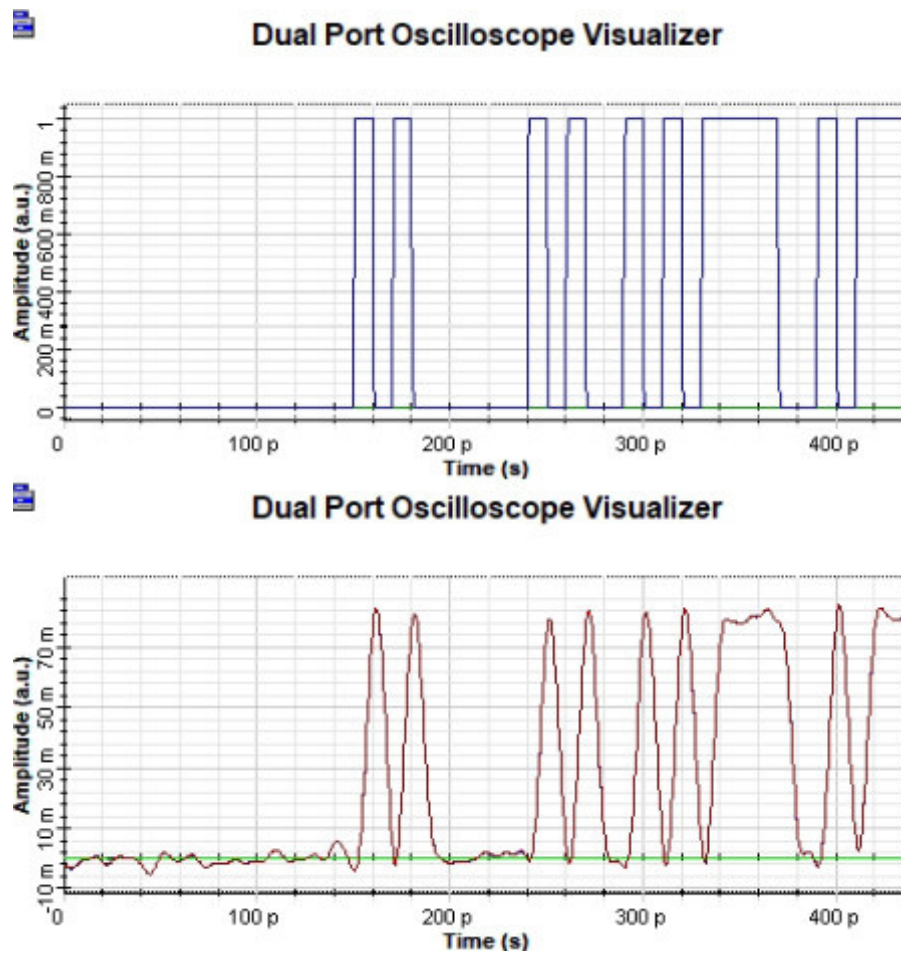 Dual Port Oscilloscope Visualizer
Amplitude (a.u.)
1
800 m
600 m
400 m
200 m
0
0 100 p 200 p 300 p 400 p
Time (s)
Dual Port Oscilloscope Visualizer
Amplitude (a.u.)
70 m
50 m
30 m
10 m
-10 m
0 100 p 200 p 300 p 400 p
Time (s)